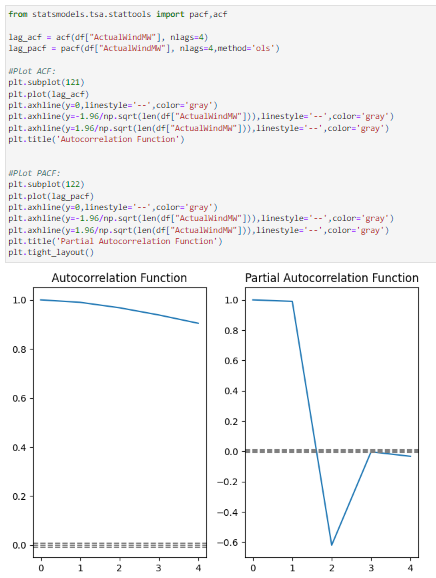 from statsmodels.tsa.stattools import pacf,acf
lag_acf = acf(df["ActualWindMW"], nlags=4)
lag_pacf = pacf(df["ActualWindMW"], nlags=4,method='ols')
#Plot ACF:
plt.subplot(121)
plt.plot(lag_acf)
plt.axhline(y=0,linestyle='--',color='gray')
plt.axhline(y=-1.96/np.sqrt(len(df["ActualWindMW"])),linestyle='--',color='gray')
plt.axhline(y=1.96/np.sqrt(len(df["ActualWindMW"])),linestyle='--',color='gray')
plt.title('Autocorrelation Function')
#Plot PACF:
plt.subplot(122)
plt.plot(lag_pacf)
plt.axhline(y=0,linestyle='--',color='gray')
plt.axhline(y=-1.96/np.sqrt(len(df["ActualWindMW"])),linestyle='--',color='gray')
plt.axhline(y=1.96/np.sqrt(len(df["ActualWindMW"])),linestyle='--',color='gray')
plt.title('Partial Autocorrelation Function')
plt.tight_layout()
Autocorrelation Function
1.0
0.8
0.6
0.4
0.2
0.0
0 1 2 3 4
Partial Autocorrelation Function
1.0
0.8
0.6
0.4
0.2
0.0
−0.2
−0.4
−0.6
0 1 2 3 4